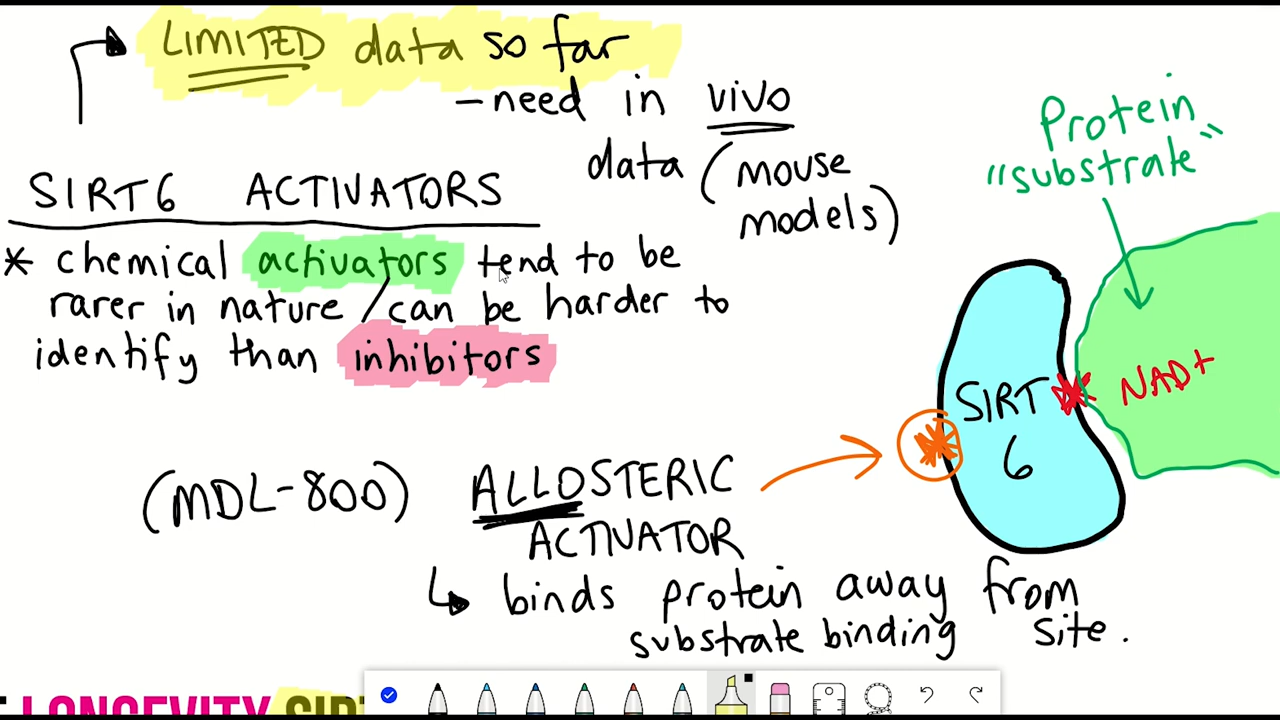 LIMITED data so far
- need in vivo
data (mouse
models)
SIRT6 ACTIVATORS
* chemical activators tend to be
rarer in nature / can be harder to
identify than inhibitors
(MDL-800) ALLOSTERIC
ACTIVATOR
↳ binds protein away from
substrate binding site.
Protein
"substrate"
SIRT
6
NAD+
LONGEVITY